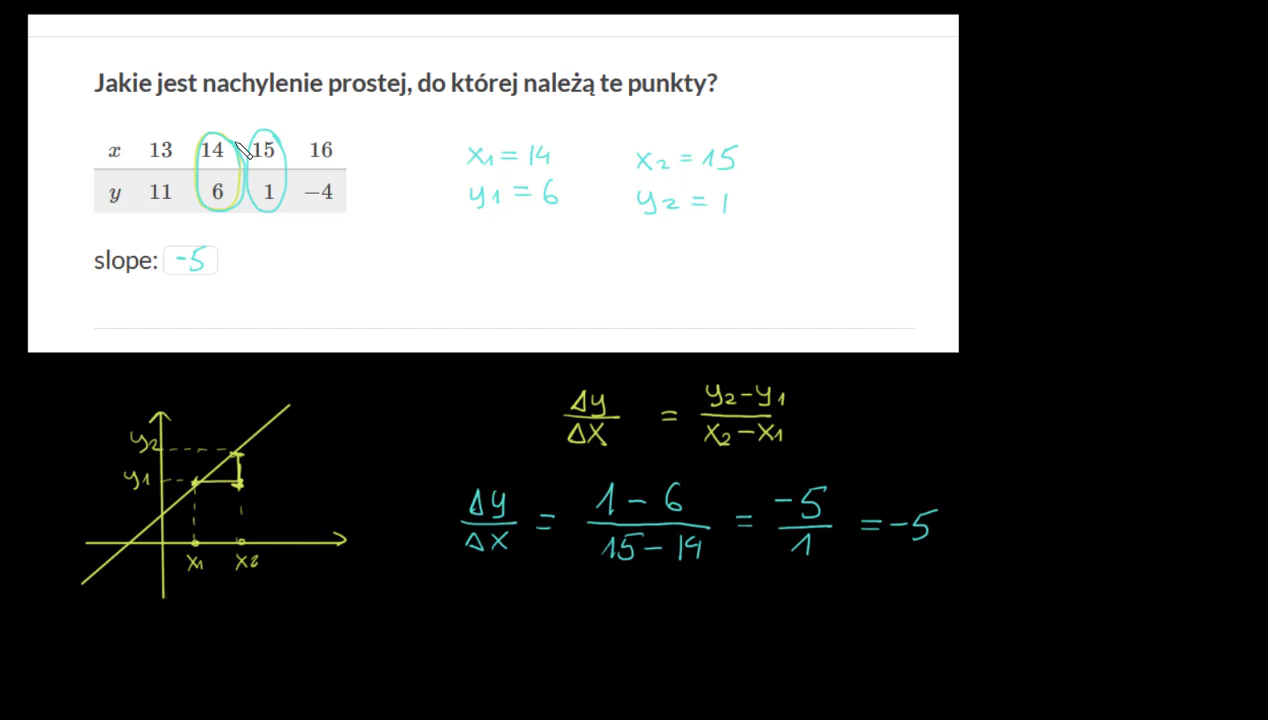 Jakie jest nachylenie prostej, do której należą te punkty?
x 13 14 15 16
y 11 6 1 −4
x1 = 14 x2 = 15
y1 = 6 y2 = 1
slope: -5
Δy/Δx = y2-y1/x2-x1
y2
y1
x1 x2
Δy/Δx = 1-6/15-14 = -5/1 = -5